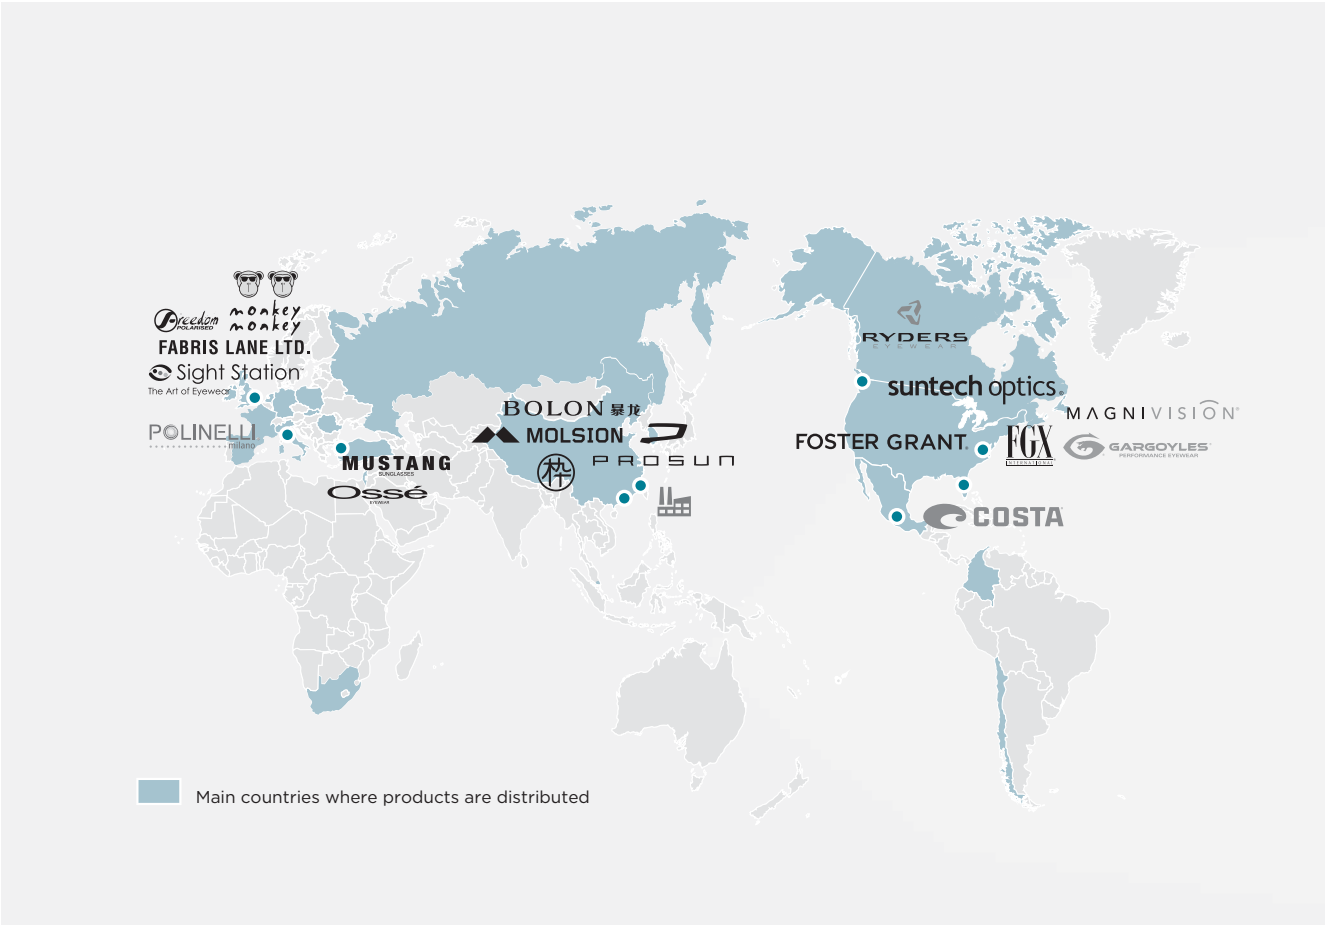 Freedom
POLARISED
monkey
monkey
FABRIS LANE LTD.
Sight Station
The Art of Eyewear
POLINELLI
milano
MUSTANG
SUNGLASSES
Ossé
EYEWEAR
BOLON 暴龙
MOLSION
PROSUN
枠
RYDERS
EYEWEAR
suntech optics
MAGNIVISION®
FOSTER GRANT
FGX
INTERNATIONAL
GARGOYLES
PERFORMANCE EYEWEAR
COSTA
Main countries where products are distributed